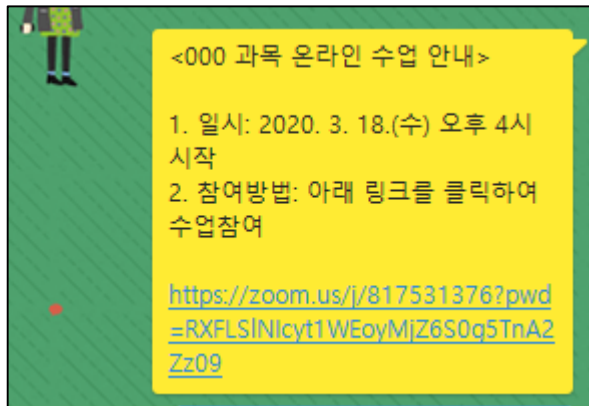 <000 과목 온라인 수업 안내>
1. 일시: 2020. 3. 18.(수) 오후 4시
시작
2. 참여방법: 아래 링크를 클릭하여
수업참여
https://zoom.us/j/817531376?pwd
=RXFLSlNIcyt1WEoyMjZ6S0g5TnA2
Zz09